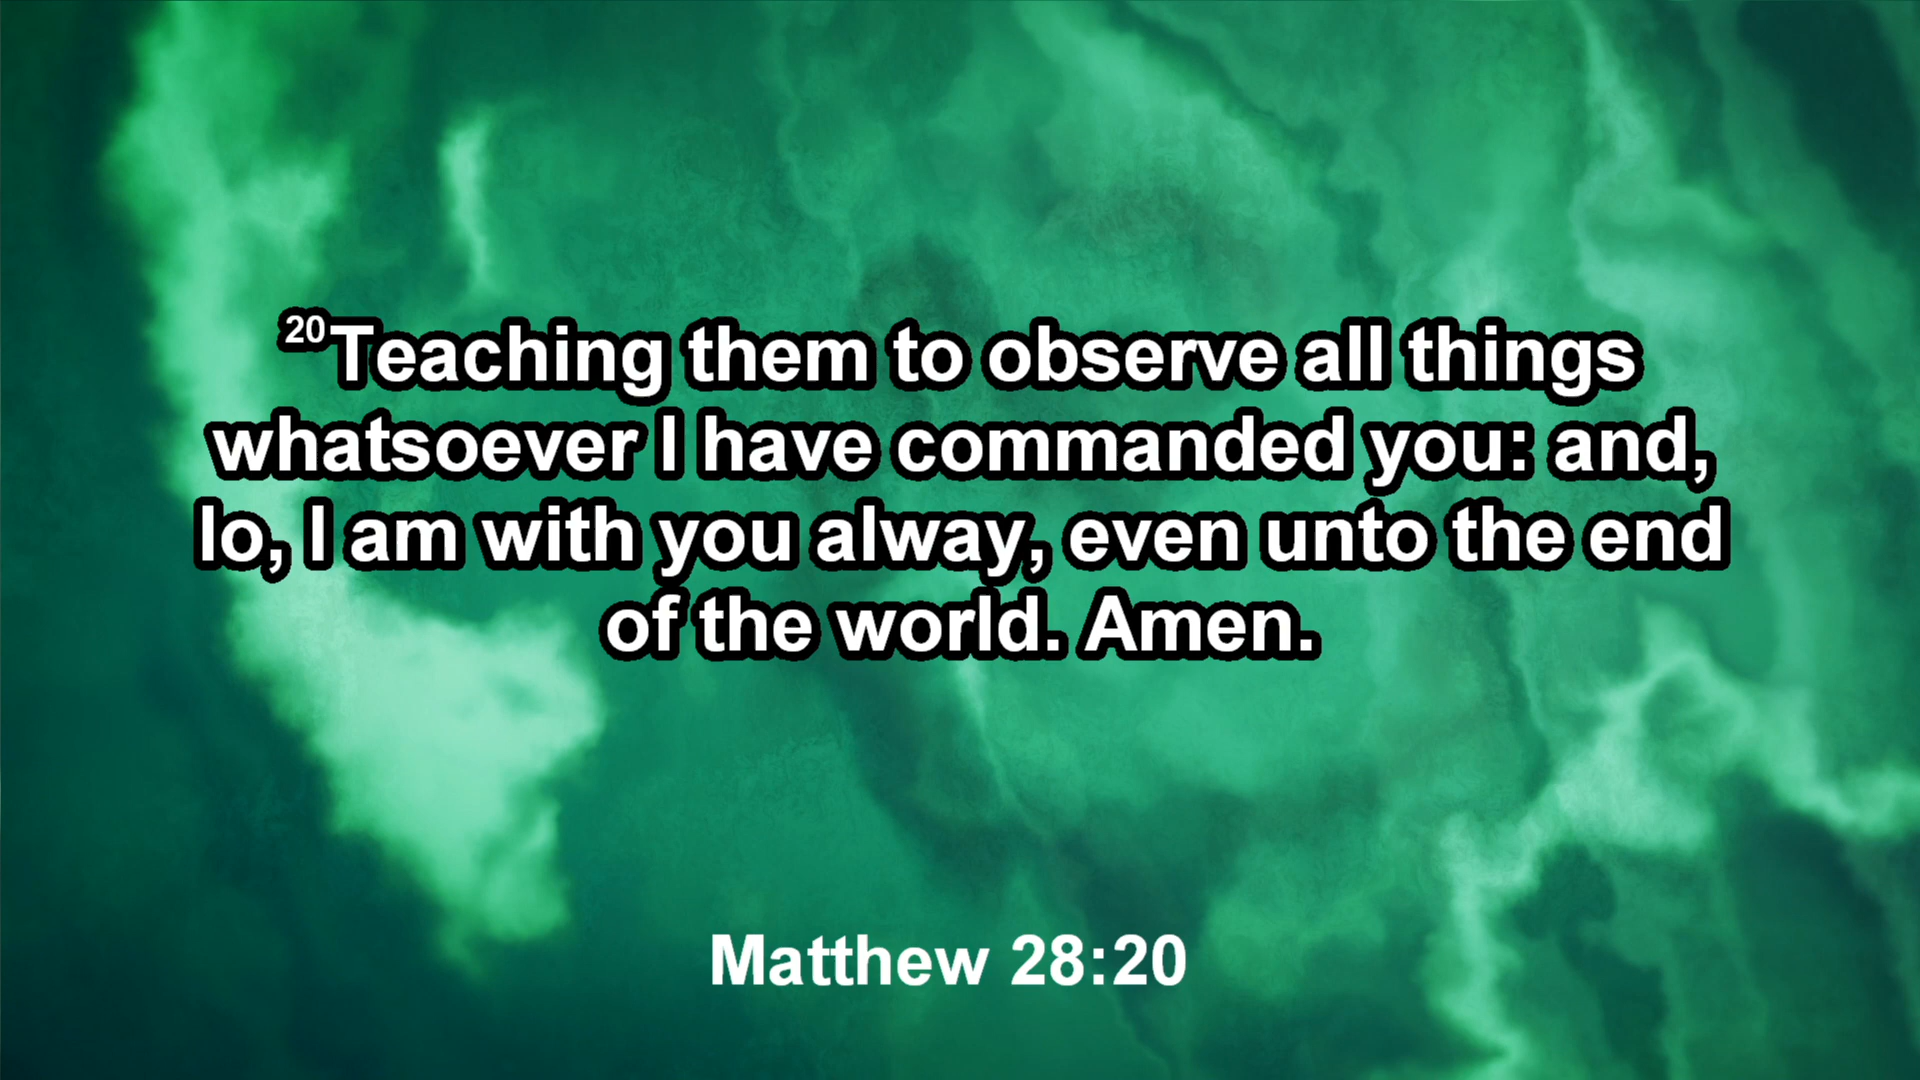 20Teaching them to observe all things
whatsoever I have commanded you: and,
lo, I am with you alway, even unto the end
of the world. Amen.
Matthew 28:20